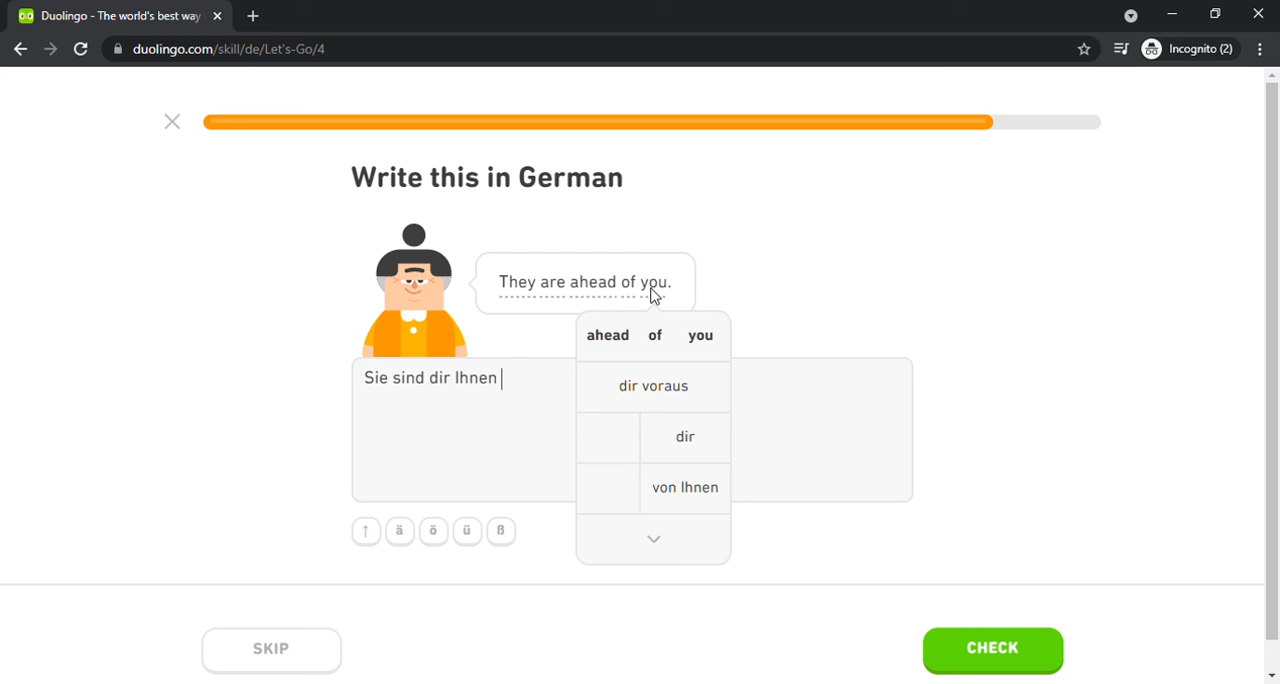 Duolingo - The world's best way
duolingo.com/skill/de/Let's-Go/4
Incognito (2)
Write this in German
They are ahead of you.
ahead of you
dir voraus
dir
von Ihnen
Sie sind dir Ihnen
↑ ä ö ü ß
SKIP
CHECK